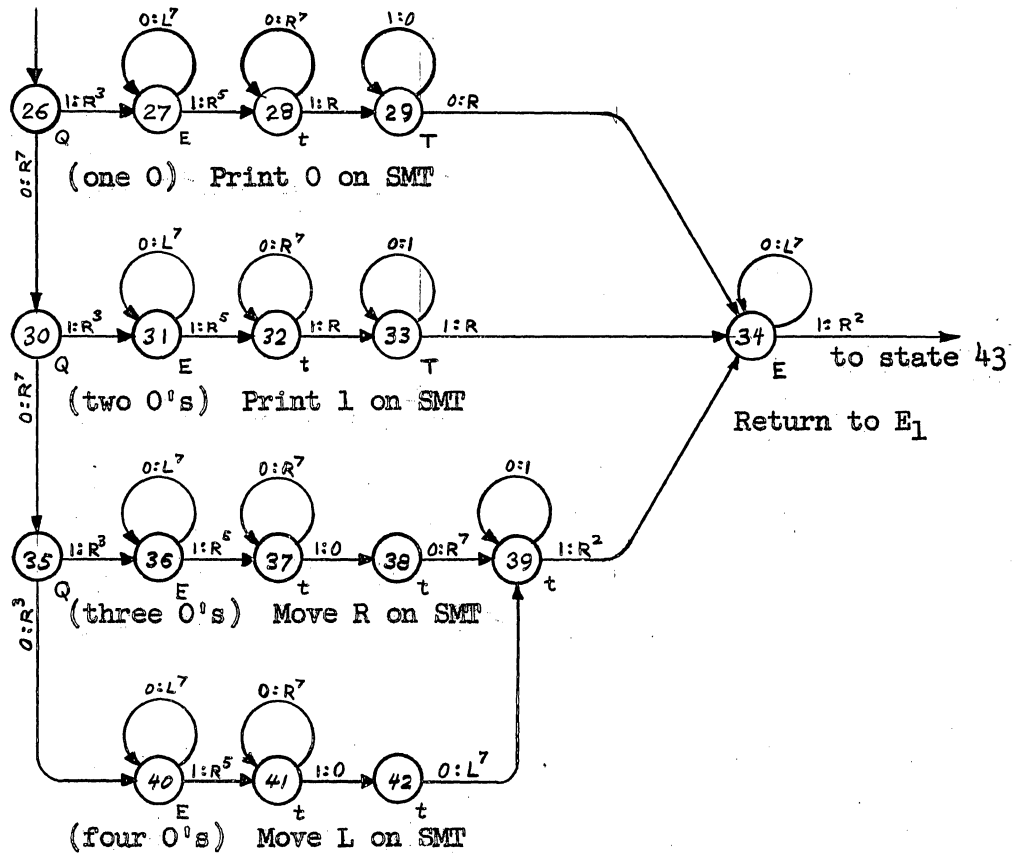 0:L⁷ 0:R⁷ 1:0
26 1:R³ 27 1:R⁵ 28 1:R 29 0:R
Q E t T
(one 0) Print 0 on SMT
0:R⁷
0:L⁷ 0:R⁷ 0:1 0:L⁷
30 1:R³ 31 1:R⁵ 32 1:R 33 1:R 34 1:R²
Q E t T E
to state 43
(two 0's) Print 1 on SMT
Return to E₁
0:R⁷
0:L⁷ 0:R⁷ 0:1
35 1:R³ 36 1:R⁵ 37 1:0 38 0:R⁷ 39 1:R²
Q E t t t
(three 0's) Move R on SMT
0:R³
0:L⁷ 0:R⁷
40 1:R⁵ 41 1:0 42 0:L⁷
E t t
(four 0's) Move L on SMT